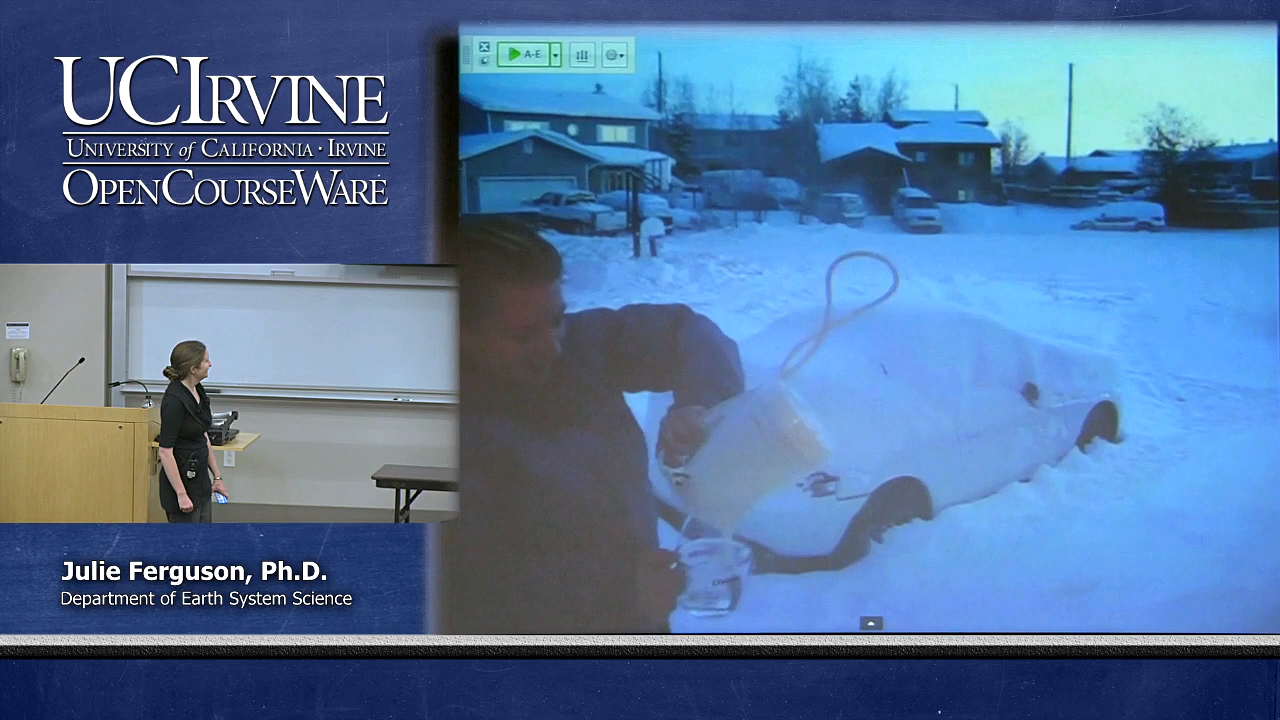 UCIRVINE
UNIVERSITY of CALIFORNIA · IRVINE
OPENCOURSEWARE
A-E
Julie Ferguson, Ph.D.
Department of Earth System Science